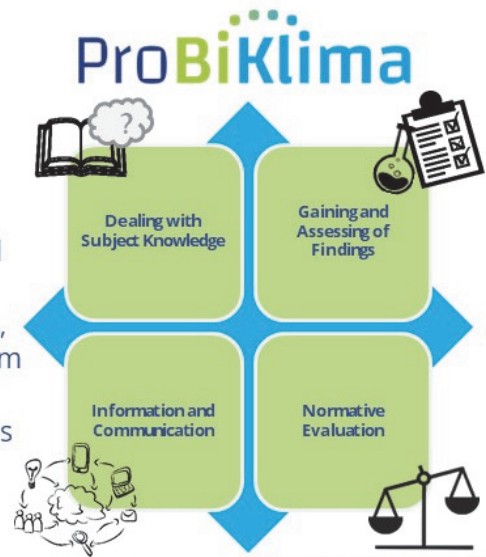 ProBiKlima
?
Dealing with
Subject Knowledge
Gaining and
Assessing of
Findings
,
m
s
Information and
Communication
Normative
Evaluation